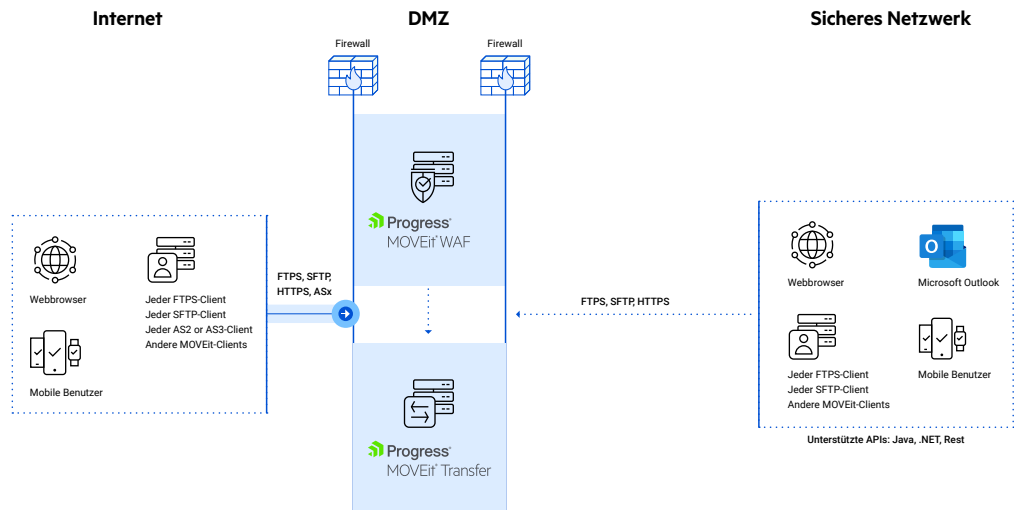 Internet
DMZ
Sicheres Netzwerk
Firewall
Firewall
Progress®
MOVEit® WAF
Webbrowser
Jeder FTPS-Client
Jeder SFTP-Client
Jeder AS2 or AS3-Client
Andere MOVEit-Clients
Mobile Benutzer
FTPS, SFTP,
HTTPS, ASx
FTPS, SFTP, HTTPS
Webbrowser
Microsoft Outlook
Jeder FTPS-Client
Jeder SFTP-Client
Andere MOVEit-Clients
Mobile Benutzer
Unterstützte APIs: Java, .NET, Rest
Progress®
MOVEit® Transfer